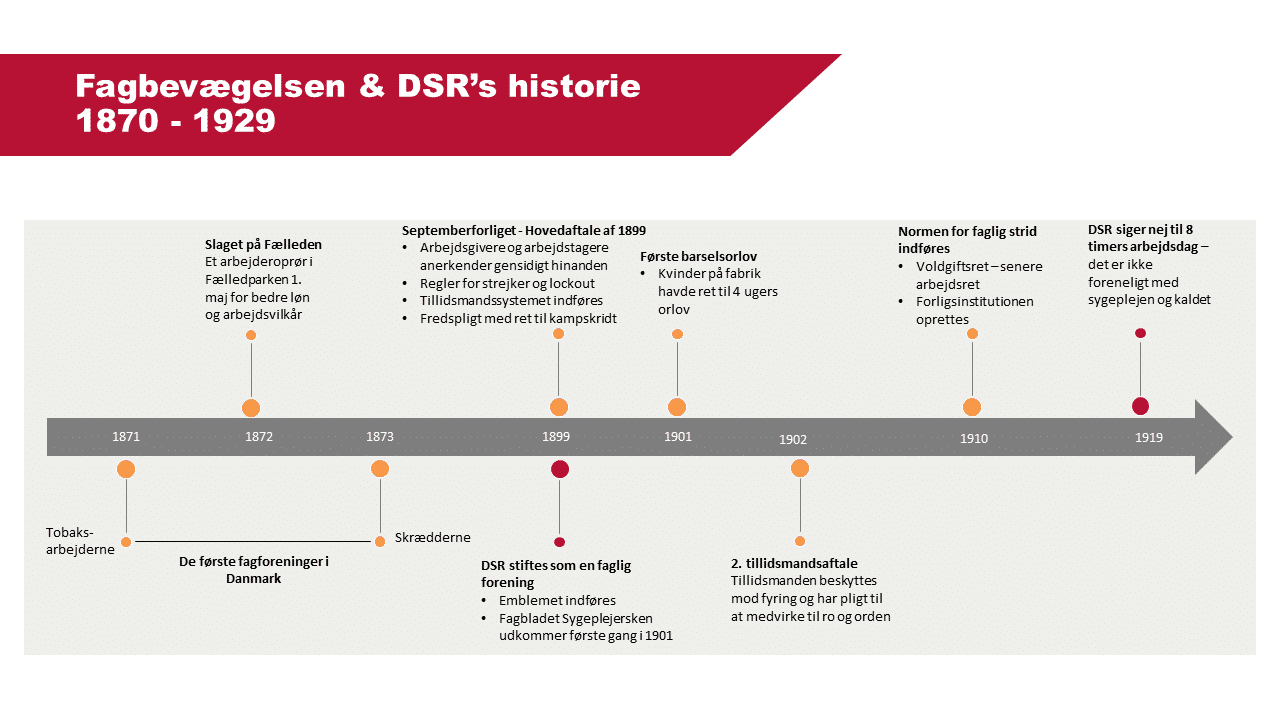 Fagbevægelsen & DSR’s historie
1870 - 1929
Slaget på Fælleden
Et arbejderoprør i
Fælledparken 1.
maj for bedre løn
og arbejdsvilkår
Septemberforliget - Hovedaftale af 1899
• Arbejdsgivere og arbejdstagere
anerkender gensidigt hinanden
• Regler for strejker og lockout
• Tillidsmandssystemet indføres
• Fredspligt med ret til kampskridt
Første barselsorlov
• Kvinder på fabrik
havde ret til 4 ugers
orlov
Normen for faglig strid
indføres
• Voldgiftsret – senere
arbejdsret
• Forligsinstitutionen
oprettes
DSR siger nej til 8
timers arbejdsdag –
det er ikke
foreneligt med
sygeplejen og kaldet
1871
1872
1873
1899
1901
1902
1910
1919
Tobaks-
arbejderne
Skrædderne
De første fagforeninger i
Danmark
DSR stiftes som en faglig
forening
• Emblemet indføres
• Fagbladet Sygeplejersken
udkommer første gang i 1901
2. tillidsmandsaftale
Tillidsmanden beskyttes
mod fyring og har pligt til
at medvirke til ro og orden